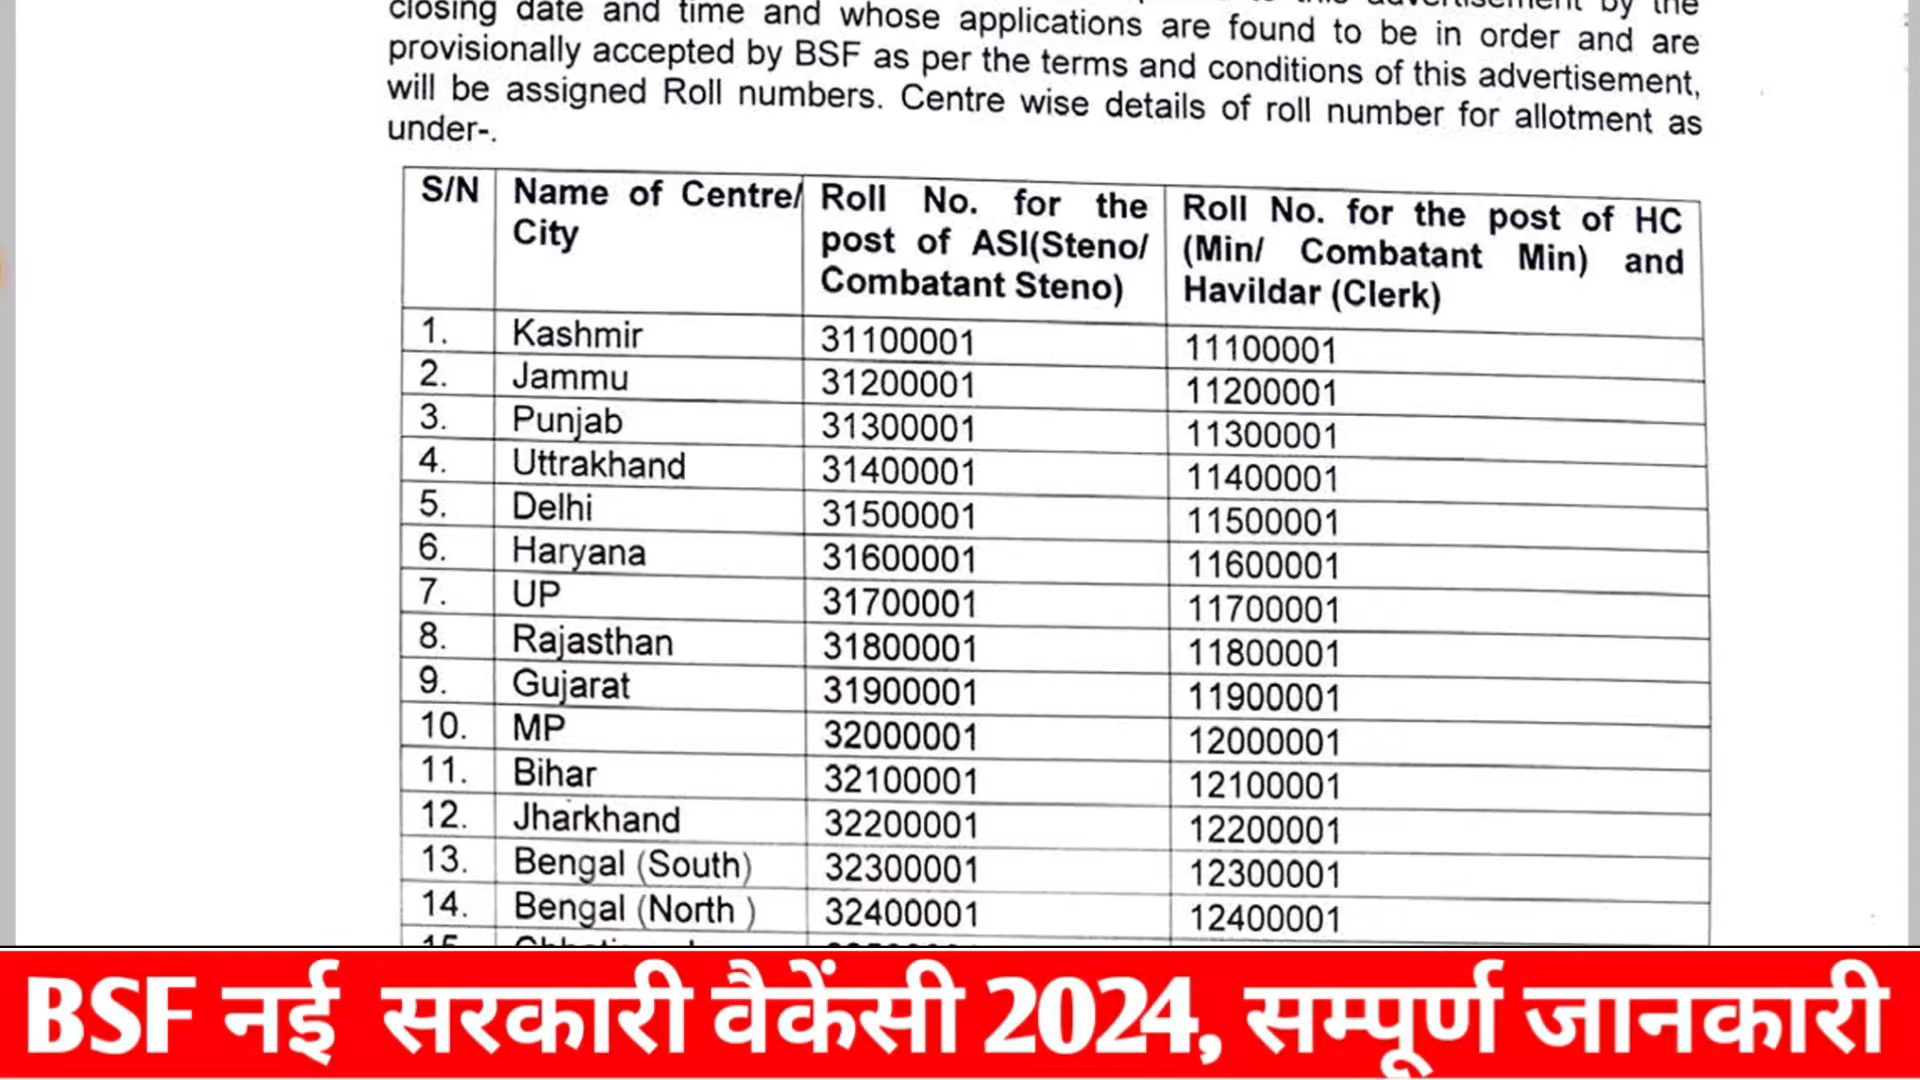 closing date and time and whose applications are found to be in order and are
provisionally accepted by BSF as per the terms and conditions of this advertisement,
will be assigned Roll numbers. Centre wise details of roll number for allotment as
under-.
S/N Name of Centre/ City Roll No. for the post of ASI(Steno/ Combatant Steno) Roll No. for the post of HC (Min/ Combatant Min) and Havildar (Clerk)
1. Kashmir 31100001 11100001
2. Jammu 31200001 11200001
3. Punjab 31300001 11300001
4. Uttrakhand 31400001 11400001
5. Delhi 31500001 11500001
6. Haryana 31600001 11600001
7. UP 31700001 11700001
8. Rajasthan 31800001 11800001
9. Gujarat 31900001 11900001
10. MP 32000001 12000001
11. Bihar 32100001 12100001
12. Jharkhand 32200001 12200001
13. Bengal (South) 32300001 12300001
14. Bengal (North ) 32400001 12400001
BSF नई सरकारी वैकेंसी 2024, सम्पूर्ण जानकारी